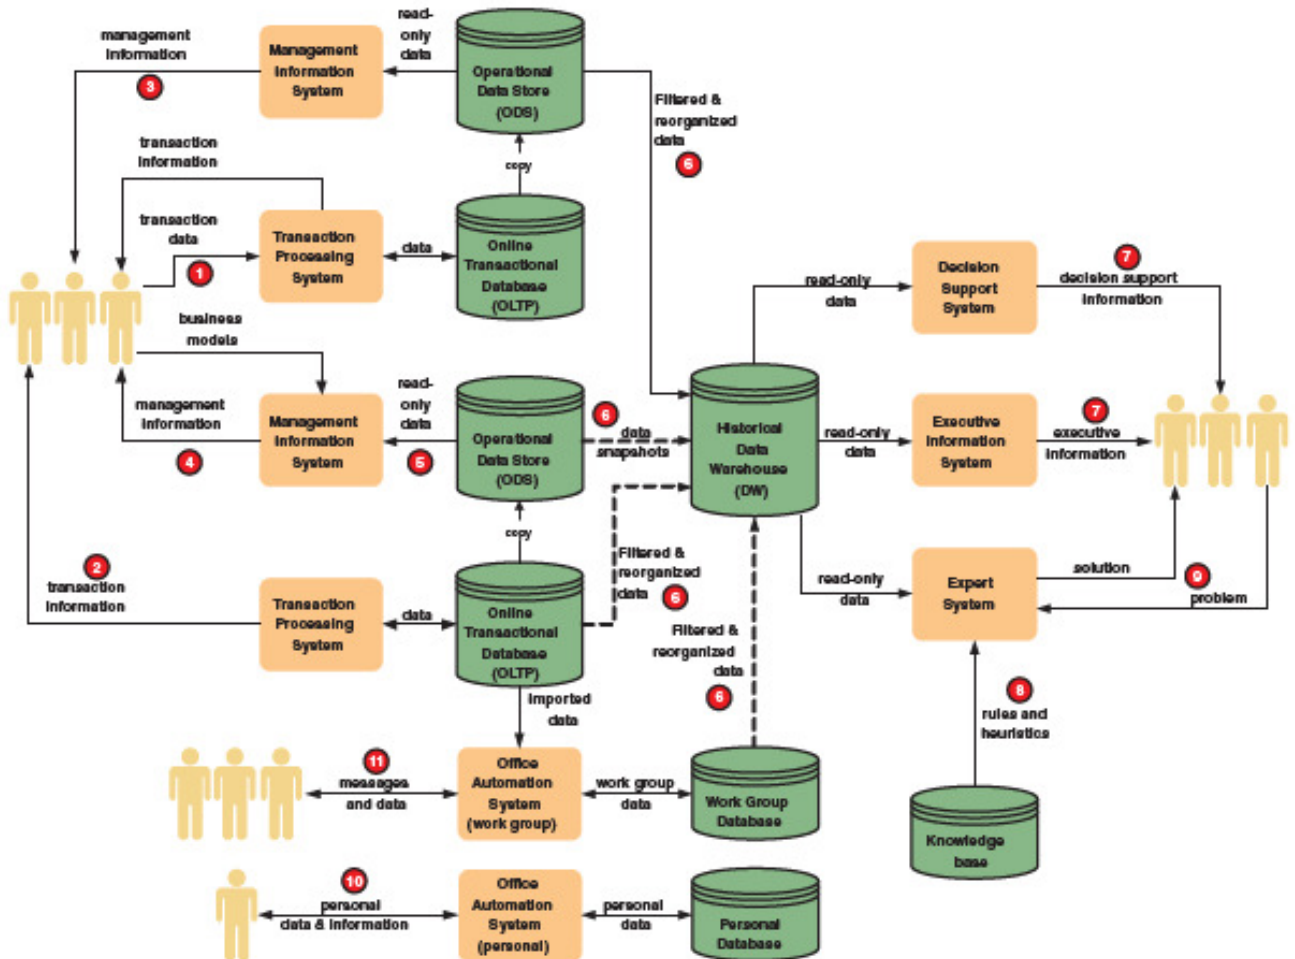 management
information
3
Management
Information
System
read-
only
data
Operational
Data Store
(ODS)
Filtered &
reorganized
data
6
copy
transaction
information
transaction
data
1
Transaction
Processing
System
data
Online
Transactional
Database
(OLTP)
business
models
management
information
4
Management
Information
System
read-
only
data
5
Operational
Data Store
(ODS)
6
data
snapshots
copy
Historical
Data
Warehouse
(DW)
read-only
data
Decision
Support
System
7
decision support
information
read-only
data
Executive
Information
System
7
executive
information
read-only
data
Expert
System
solution
9
problem
8
rules and
heuristics
Knowledge
base
2
transaction
information
Transaction
Processing
System
data
Online
Transactional
Database
(OLTP)
Filtered &
reorganized
data
6
Filtered &
reorganized
data
6
imported
data
11
messages
and data
Office
Automation
System
(work group)
work group
data
Work Group
Database
10
personal
data & information
Office
Automation
System
(personal)
personal
data
Personal
Database